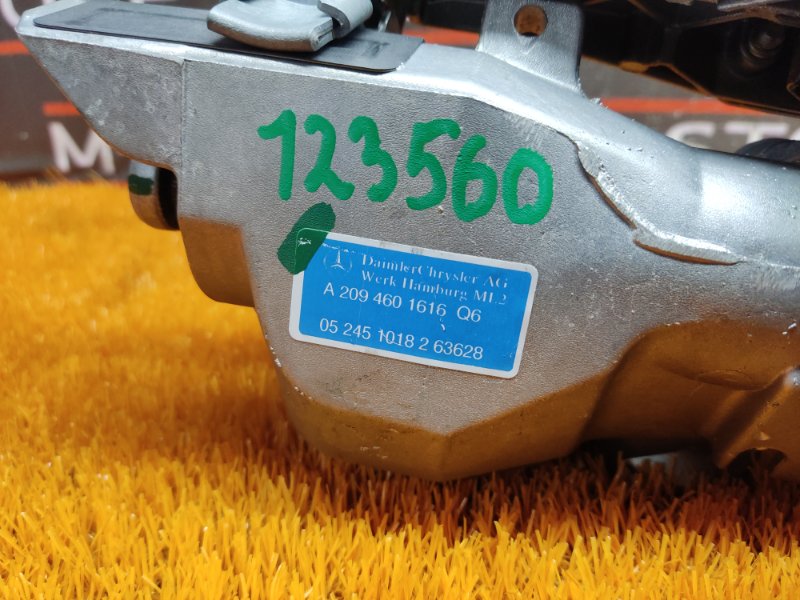 123560
DaimlerChrysler AG
Werk Hamburg ML2
A 209 460 1616 Q6
05 245 1018 2 63628